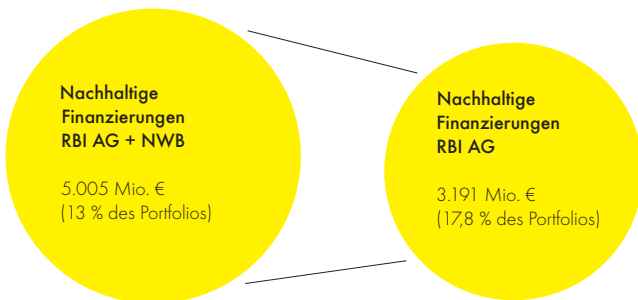 Nachhaltige
Finanzierungen
RBI AG + NWB
5.005 Mio. €
(13 % des Portfolios)
Nachhaltige
Finanzierungen
RBI AG
3.191 Mio. €
(17,8 % des Portfolios)